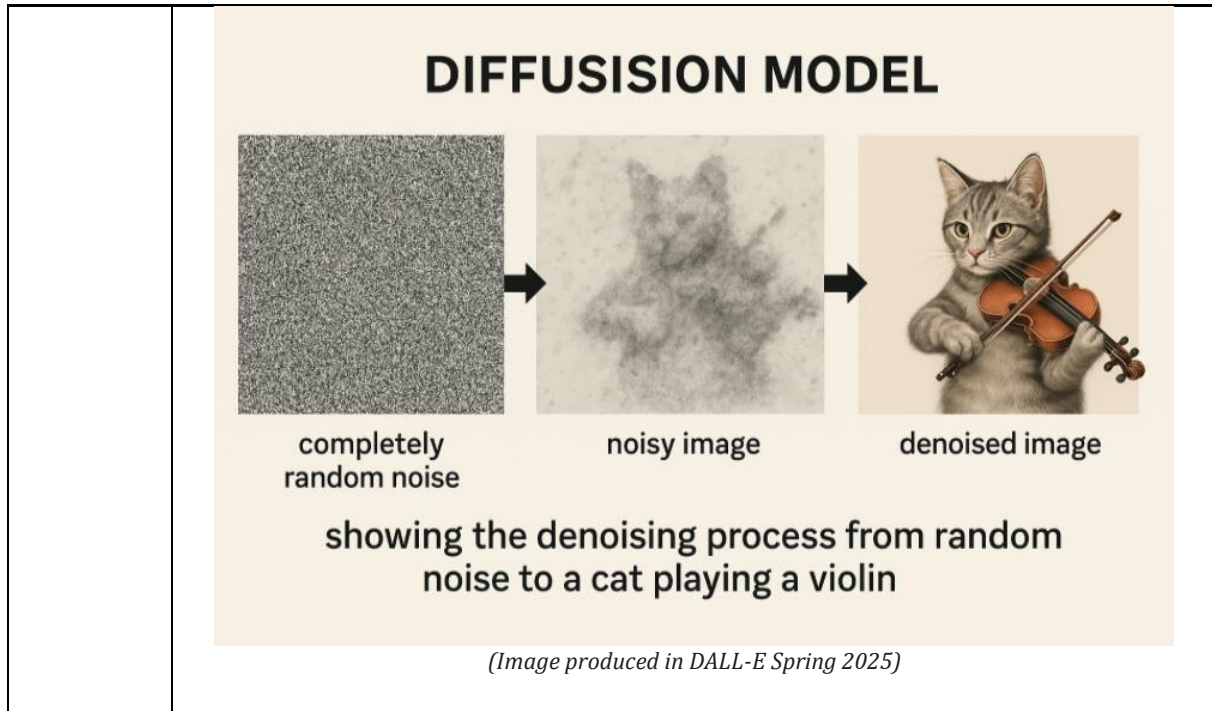 DIFFUSISION MODEL
completely
random noise
noisy image
denoised image
showing the denoising process from random
noise to a cat playing a violin
(Image produced in DALL-E Spring 2025)